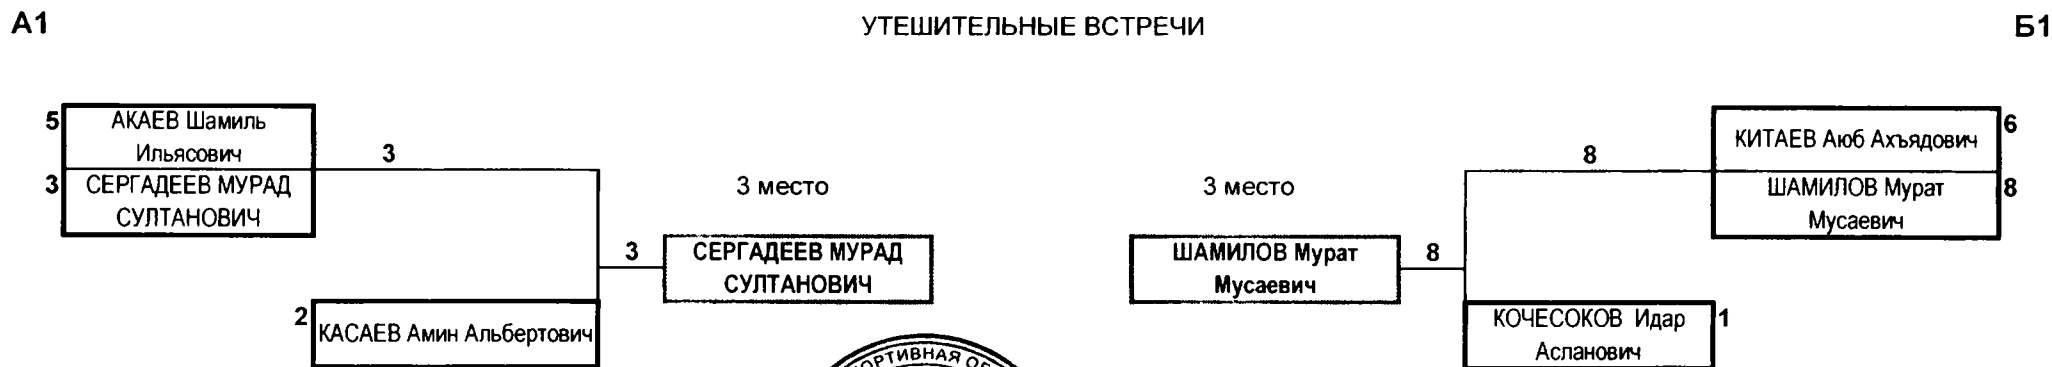 А1
УТЕШИТЕЛЬНЫЕ ВСТРЕЧИ
Б1
5
АКАЕВ Шамиль
Ильясович
3
3
СЕРГАДЕЕВ МУРАД
СУЛТАНОВИЧ
3 место
3
СЕРГАДЕЕВ МУРАД
СУЛТАНОВИЧ
2
КАСАЕВ Амин Альбертович
КИТАЕВ Аюб Ахъядович
6
8
ШАМИЛОВ Мурат
Мусаевич
8
3 место
ШАМИЛОВ Мурат
Мусаевич
8
КОЧЕСОКОВ Идар
Асланович
1